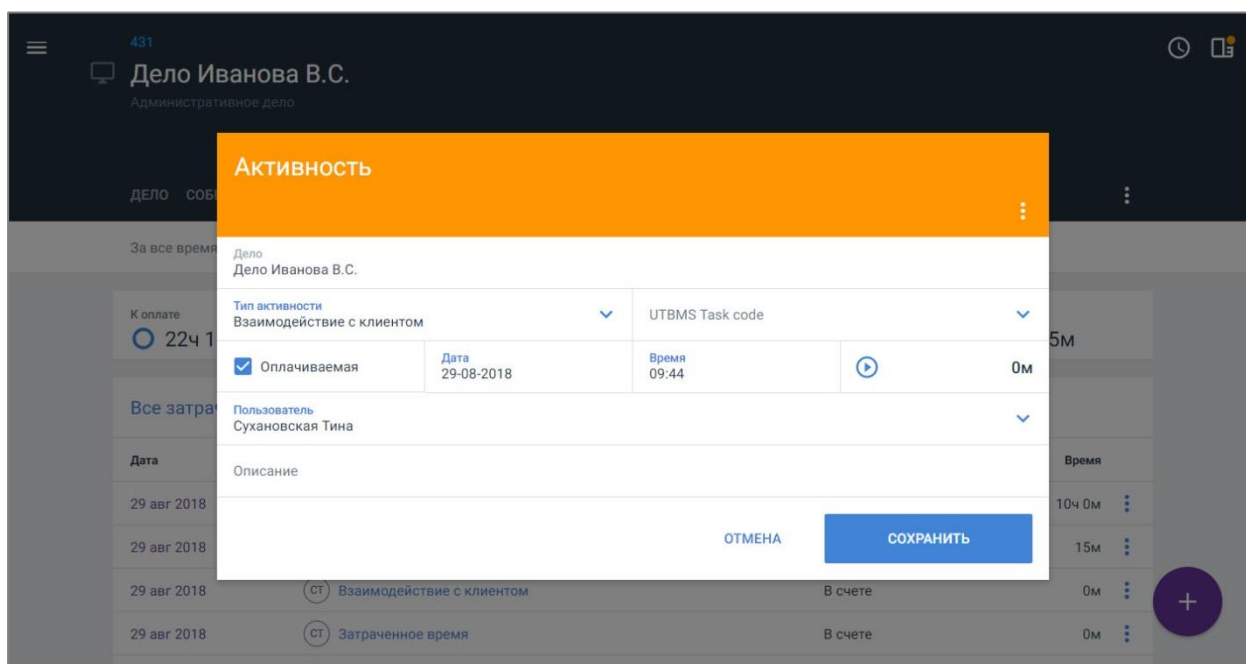 431
Дело Иванова В.С.
Административное дело
Активность
ДЕЛО
За все время
Дело
Дело Иванова В.С.
К оплате
22ч
5м
Тип активности
Взаимодействие с клиентом
UTBMS Task code
Оплачиваемая
Дата
29-08-2018
Время
09:44
0м
Все
Пользователь
Сухановская Тина
Дата
Время
Описание
29 авг 2018
10ч 0м
ОТМЕНА
СОХРАНИТЬ
29 авг 2018
15м
29 авг 2018 СТ Взаимодействие с клиентом В счете 0м
29 авг 2018 СТ Затраченное время В счете 0м